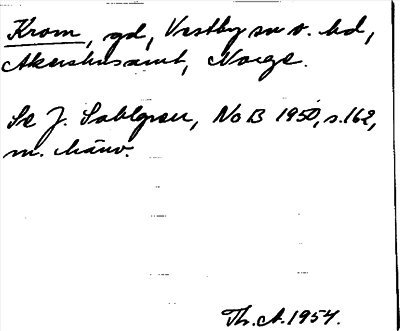 Krom, gd, Vestby sn o. hd,
Akershusamt, Norge.
Se J. Sahlgren, NoB 1950, s.162,
m. hänv.
Th. A. 1954.